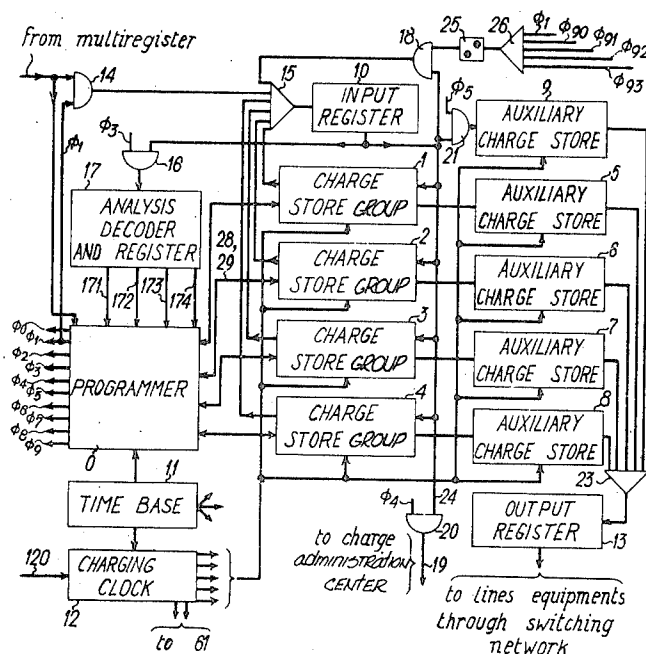 from multiregister
14
Φ1
Φ3
16
15
10
INPUT
REGISTER
18
25
26
Φ1
Φ90
Φ91
Φ92
Φ93
Φ5
21
9
AUXILIARY
CHARGE STORE
17
ANALYSIS
DECODER
AND REGISTER
171
172
173
174
28,
29
1
CHARGE
STORE GROUP
2
CHARGE
STORE GROUP
3
CHARGE
STORE GROUP
4
CHARGE
STORE GROUP
5
AUXILIARY
CHARGE STORE
6
AUXILIARY
CHARGE STORE
7
AUXILIARY
CHARGE STORE
8
AUXILIARY
CHARGE STORE
Φ0
Φ1
Φ2
Φ3
Φ4
Φ5
Φ6
Φ7
Φ8
Φ9
PROGRAMMER
0
11
TIME BASE
120
CHARGING
CLOCK
12
to 61
Φ4
24
20
19
to charge
administration
center
23
OUTPUT
REGISTER
13
to lines equipments
through switching
network